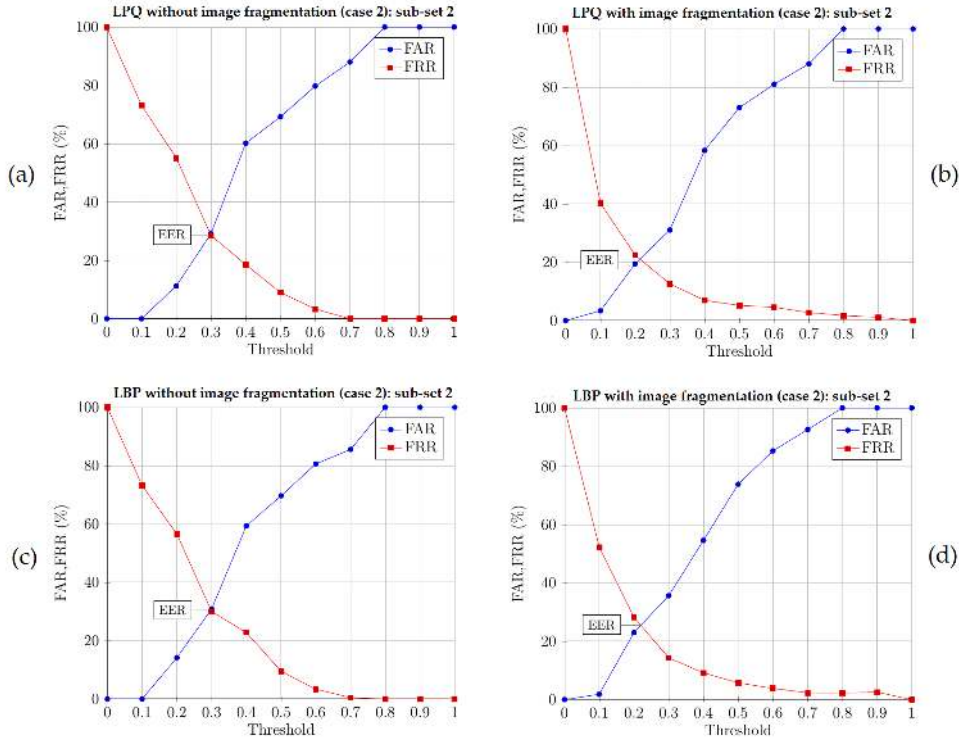 LPQ without image fragmentation (case 2): sub-set 2
100
80
60
40
20
0
FAR,FRR (%)
FAR
FRR
EER
0 0.1 0.2 0.3 0.4 0.5 0.6 0.7 0.8 0.9 1
Threshold
(a)
LPQ with image fragmentation (case 2): sub-set 2
100
80
60
40
20
0
FAR,FRR (%)
FAR
FRR
EER
0 0.1 0.2 0.3 0.4 0.5 0.6 0.7 0.8 0.9 1
Threshold
(b)
LBP without image fragmentation (case 2): sub-set 2
100
80
60
40
20
0
FAR,FRR (%)
FAR
FRR
EER
0 0.1 0.2 0.3 0.4 0.5 0.6 0.7 0.8 0.9 1
Threshold
(c)
LBP with image fragmentation (case 2): sub-set 2
100
80
60
40
20
0
FAR,FRR (%)
FAR
FRR
EER
0 0.1 0.2 0.3 0.4 0.5 0.6 0.7 0.8 0.9 1
Threshold
(d)